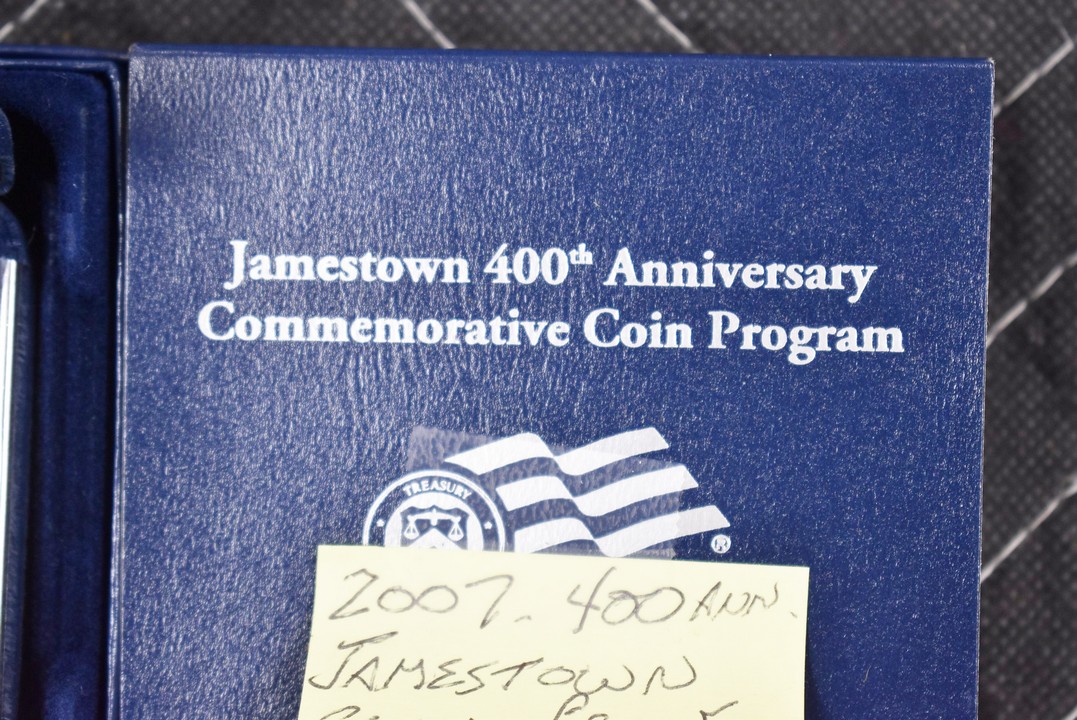 Jamestown 400th Anniversary
Commemorative Coin Program
TREASURY
®
2007. 400 ANN.
JAMESTOWN